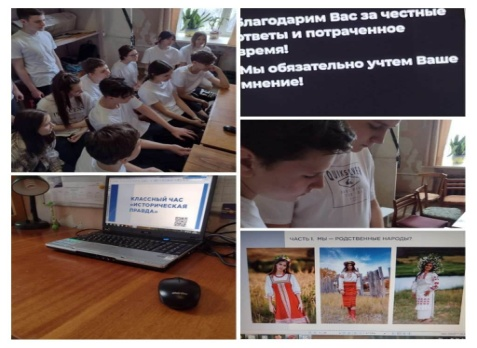 Благодарим Вас за честные
ответы и потраченное
время!
Мы обязательно учтем Ваше
мнение!
QUIKSILVER
КЛАССНЫЙ ЧАС
«ИСТОРИЧЕСКАЯ
ПРАВДА»
ЧАСТЬ I. МЫ — РОДСТВЕННЫЕ НАРОДЫ?